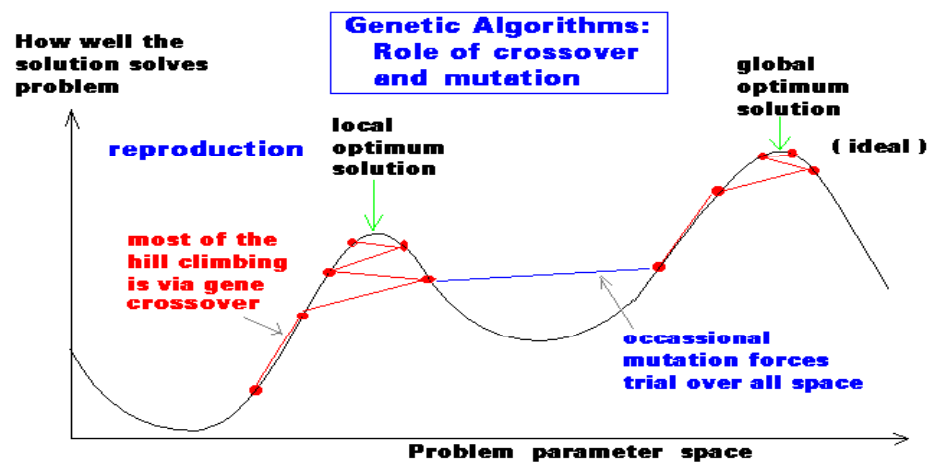 Genetic Algorithms:
Role of crossover
and mutation
How well the
solution solves
problem
global
optimum
solution
( ideal )
local
optimum
solution
reproduction
most of the
hill climbing
is via gene
crossover
occassional
mutation forces
trial over all space
Problem parameter space